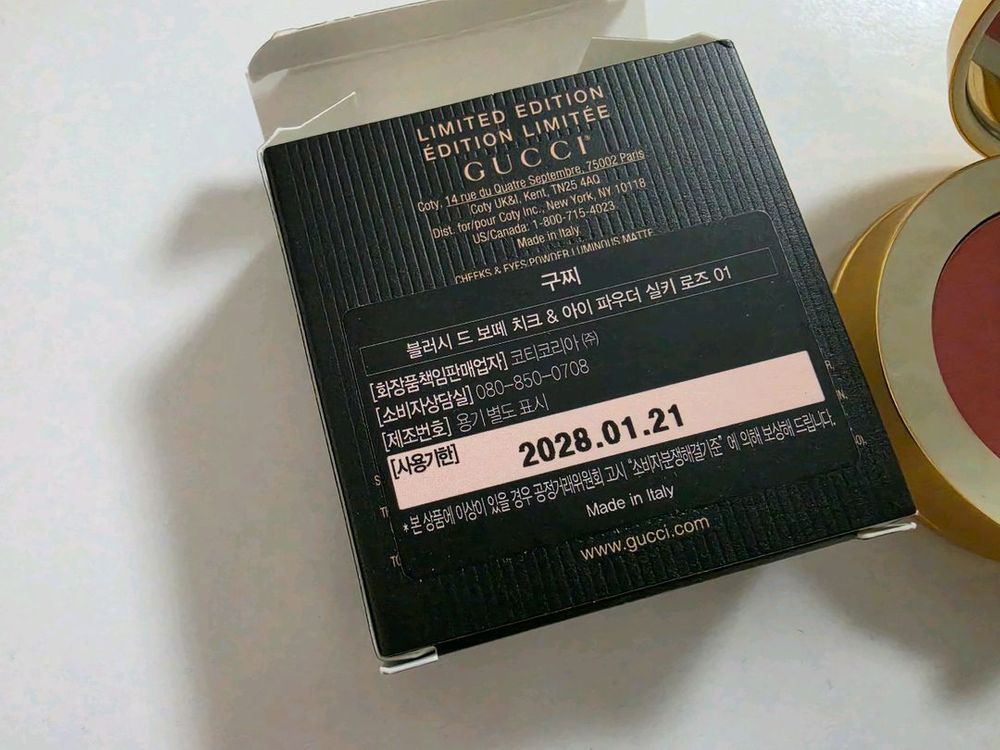 LIMITED EDITION
ÉDITION LIMITÉE
GUCCI
Coty, 14 rue du Quatre Septembre, 75002 Paris
Coty UK&I, Kent, TN25 4AQ
Dist. for/pour Coty Inc., New York, NY 10118
US/Canada: 1-800-715-4023
Made in Italy
CHEEKS & EYES POWDER LUMINOUS MATTE
구찌
블러시 드 보떼 치크 & 아이 파우더 실키 로즈 01
[화장품책임판매업자] 코티코리아 (주)
[소비자상담실] 080-850-0708
[제조번호] 용기 별도 표시
[사용기한] 2028.01.21
*본 상품에 이상이 있을 경우 공정거래위원회 고시 "소비자분쟁해결기준" 에 의해 보상해 드립니다.
Made in Italy
www.gucci.com